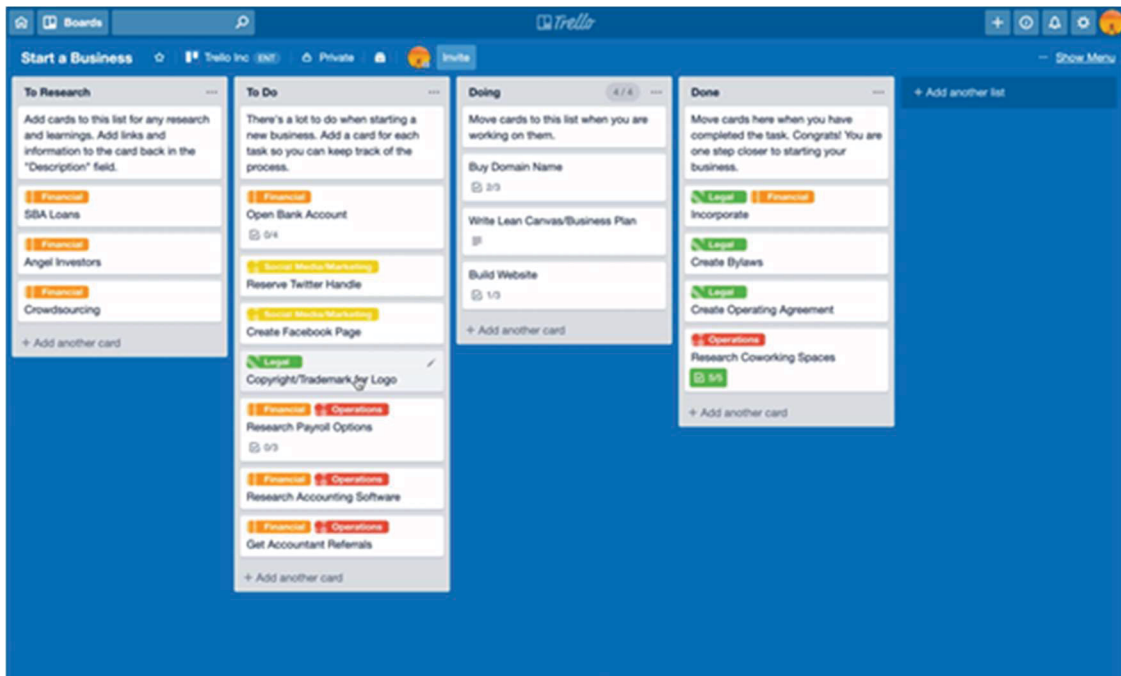 Boards
Trello
Start a Business
Trello Inc ENT
Private
Invite
Show Menu
To Research
Add cards to this list for any research
and learnings. Add links and
information to the card back in the
"Description" field.
Financial
SBA Loans
Financial
Angel Investors
Financial
Crowdsourcing
+ Add another card
To Do
There's a lot to do when starting a
new business. Add a card for each
task so you can keep track of the
process.
Financial
Open Bank Account
0/4
Social Media/Marketing
Reserve Twitter Handle
Social Media/Marketing
Create Facebook Page
Legal
Copyright/Trademark for Logo
Financial Operations
Research Payroll Options
0/3
Financial Operations
Research Accounting Software
Financial Operations
Get Accountant Referrals
+ Add another card
Doing 4/4
Move cards to this list when you are
working on them.
Buy Domain Name
2/3
Write Lean Canvas/Business Plan
Build Website
1/3
+ Add another card
Done
Move cards here when you have
completed the task. Congrats! You are
one step closer to starting your
business.
Legal Financial
Incorporate
Legal
Create Bylaws
Legal
Create Operating Agreement
Operations
Research Coworking Spaces
5/5
+ Add another card
+ Add another list